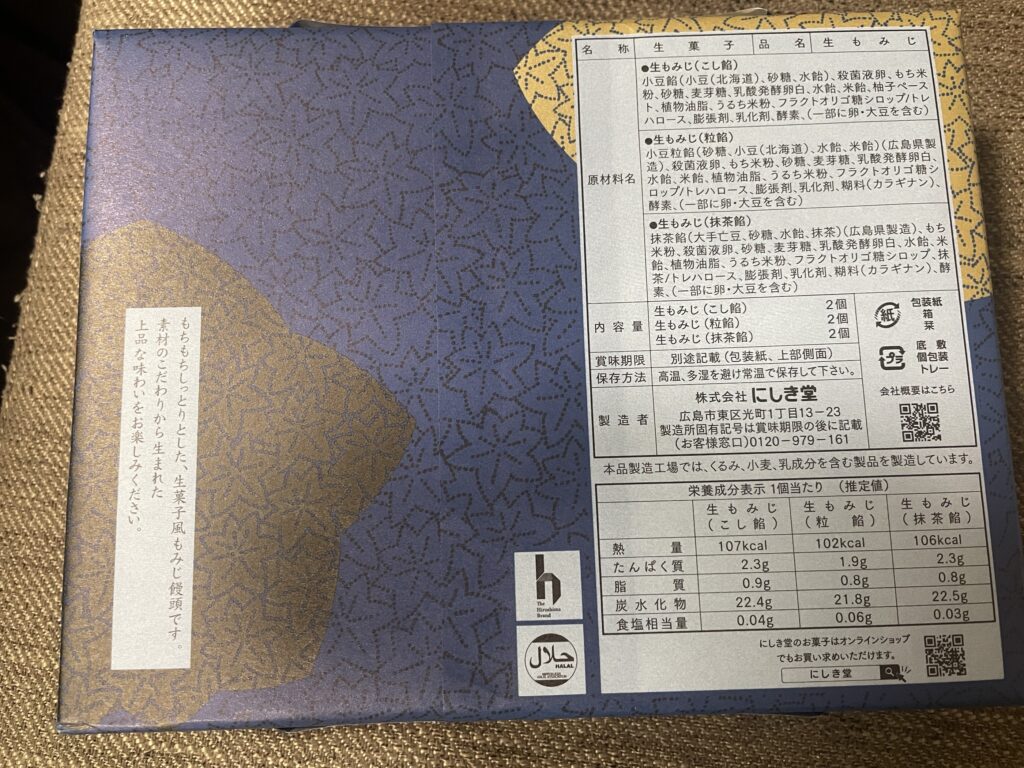 名称 生菓子 品名 生もみじ
原材料名
●生もみじ(こし餡)
小豆餡(小豆(北海道)、砂糖、水飴)、殺菌液卵、もち米
粉、砂糖、麦芽糖、乳酸発酵卵白、水飴、米飴、柚子ペース
ト、植物油脂、うるち米粉、フラクトオリゴ糖シロップ/トレ
ハロース、膨張剤、乳化剤、酵素、(一部に卵・大豆を含む)
●生もみじ(粒餡)
小豆粒餡(砂糖、小豆(北海道)、水飴、米飴)(広島県製
造)、殺菌液卵、もち米粉、砂糖、麦芽糖、乳酸発酵卵白、
水飴、米飴、植物油脂、うるち米粉、フラクトオリゴ糖シ
ロップ/トレハロース、膨張剤、乳化剤、糊料(カラギナン)、
酵素、(一部に卵・大豆を含む)
●生もみじ(抹茶餡)
抹茶餡(大手亡豆、砂糖、水飴、抹茶)(広島県製造)、もち
米粉、殺菌液卵、砂糖、麦芽糖、乳酸発酵卵白、水飴、米
飴、植物油脂、うるち米粉、フラクトオリゴ糖シロップ、抹
茶/トレハロース、膨張剤、乳化剤、糊料(カラギナン)、酵
素、(一部に卵・大豆を含む)
内容量
生もみじ(こし餡) 2個
生もみじ(粒餡) 2個
生もみじ(抹茶餡) 2個
賞味期限 別途記載(包装紙、上部側面)
保存方法 高温、多湿を避け常温で保存して下さい。
製造者
株式会社 にしき堂
広島市東区光町1丁目13-23
製造所固有記号は賞味期限の後に記載
(お客様窓口)0120-979-161
紙
包装紙
箱
栞
プラ
底敷
個包装
トレー
会社概要はこちら
本品製造工場では、くるみ、小麦、乳成分を含む製品を製造しています。
栄養成分表示 1個当たり (推定値)
生もみじ(こし餡) 生もみじ(粒餡) 生もみじ(抹茶餡)
熱量 107kcal 102kcal 106kcal
たんぱく質 2.3g 1.9g 2.3g
脂質 0.9g 0.8g 0.8g
炭水化物 22.4g 21.8g 22.5g
食塩相当量 0.04g 0.06g 0.03g
にしき堂のお菓子はオンラインショップ
でもお買い求めいただけます。
にしき堂
もちもちしっとりとした、生菓子風もみじ饅頭です。
素材のこだわりから生まれた
上品な味わいをお楽しみください。
h
The
Hiroshima
Brand
حلال
HALAL